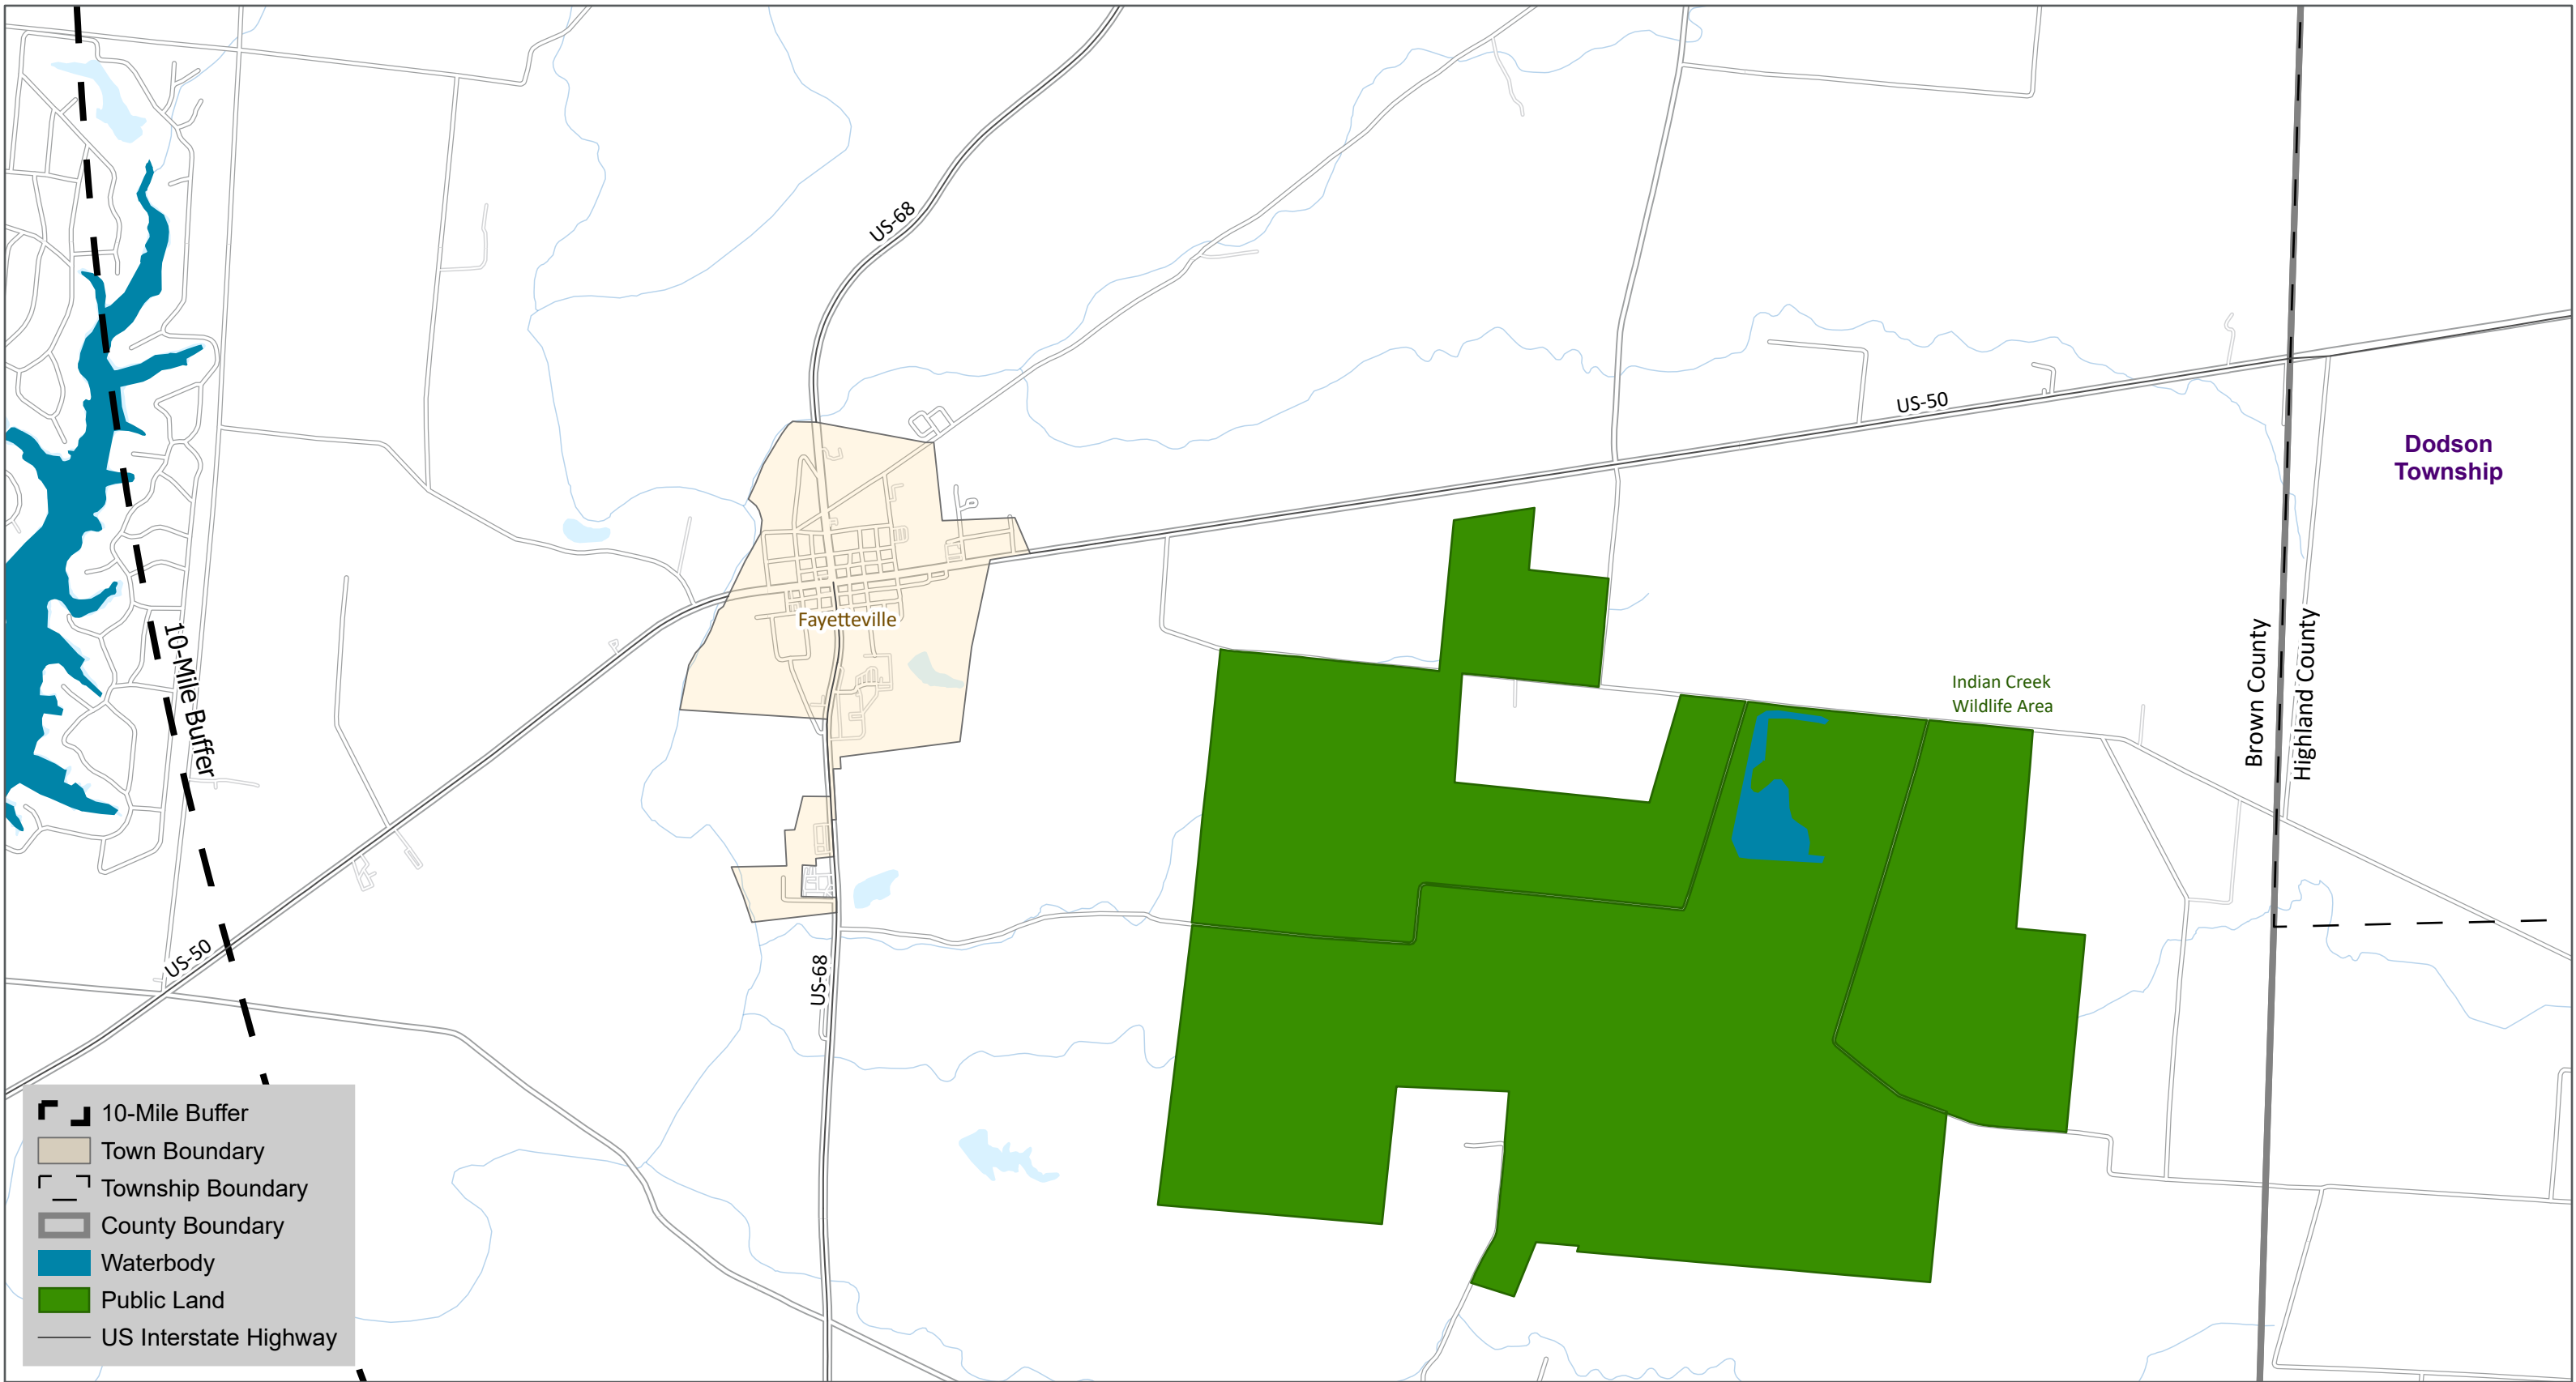 US-68
US-50
Dodson
Township
Fayetteville
10-Mile Buffer
Indian Creek
Wildlife Area
Brown County
Highland County
US-50
US-68
10-Mile Buffer
Town Boundary
Township Boundary
County Boundary
Waterbody
Public Land
US Interstate Highway